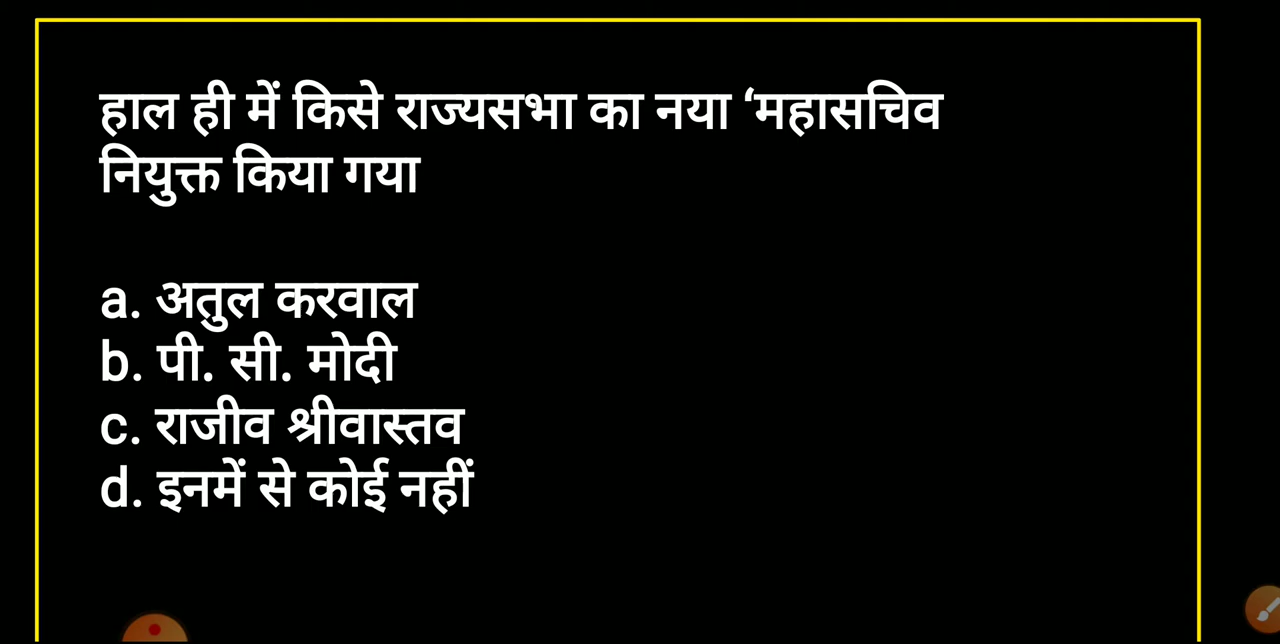 हाल ही में किसे राज्यसभा का नया ‘महासचिव
नियुक्त किया गया
a. अतुल करवाल
b. पी. सी. मोदी
c. राजीव श्रीवास्तव
d. इनमें से कोई नहीं